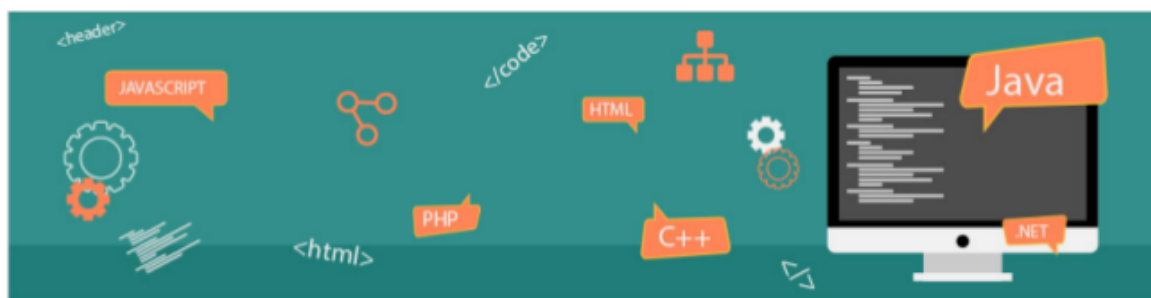 <header>
JAVASCRIPT
</code>
HTML
Java
PHP
C++
<html>
.NET
</>